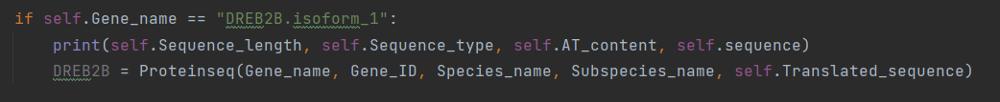 if self.Gene_name == "DREB2B.isoform_1":
print(self.Sequence_length, self.Sequence_type, self.AT_content, self.sequence)
DREB2B = Proteinseq(Gene_name, Gene_ID, Species_name, Subspecies_name, self.Translated_sequence)